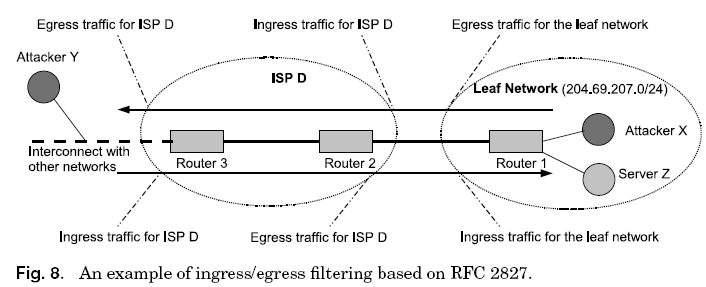 Egress traffic for ISP D
Ingress traffic for ISP D
Egress traffic for the leaf network
Attacker Y
ISP D
Leaf Network (204.69.207.0/24)
Attacker X
Interconnect with
other networks
Router 3
Router 2
Router 1
Server Z
Ingress traffic for ISP D
Egress traffic for ISP D
Ingress traffic for the leaf network
Fig. 8. An example of ingress/egress filtering based on RFC 2827.